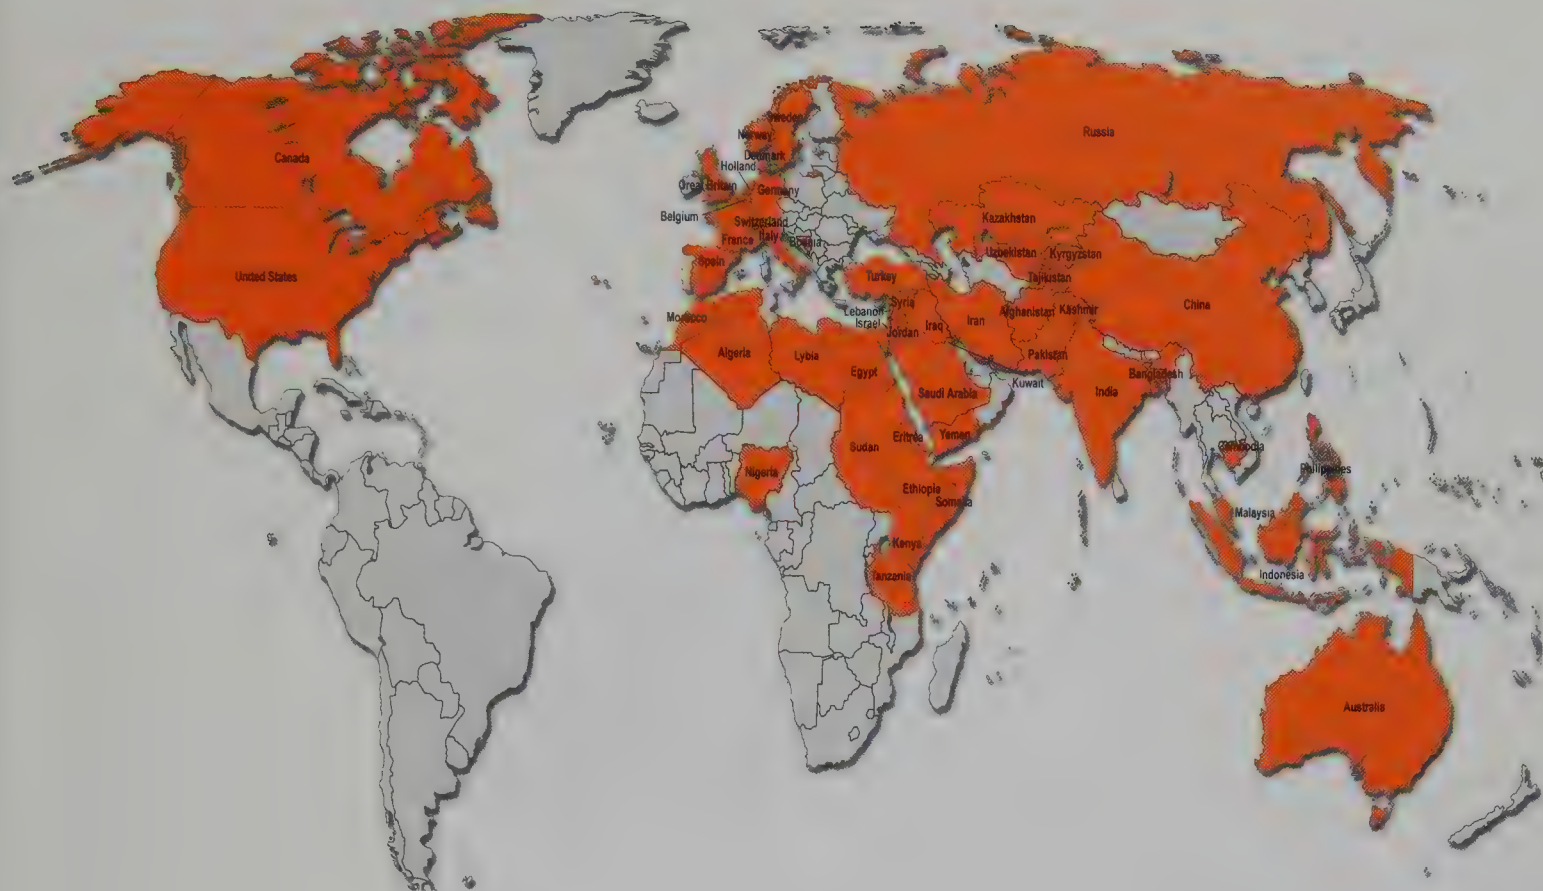 Canada
United States
Sweden
Norway
Denmark
Holland
Great Britain
Germany
Belgium
Switzerland
France
Italy
Bosnia
Spain
Russia
Kazakhstan
Uzbekistan
Kyrgyzstan
Tajikistan
Turkey
Syria
Lebanon
Israel
Jordan
Iraq
Iran
Afghanistan
Kashmir
Pakistan
Kuwait
China
Bangladesh
India
Morocco
Algeria
Lybia
Egypt
Saudi Arabia
Sudan
Eritrea
Yemen
Nigeria
Ethiopia
Somalia
Kenya
Tanzania
Cambodia
Philippines
Malaysia
Indonesia
Australia